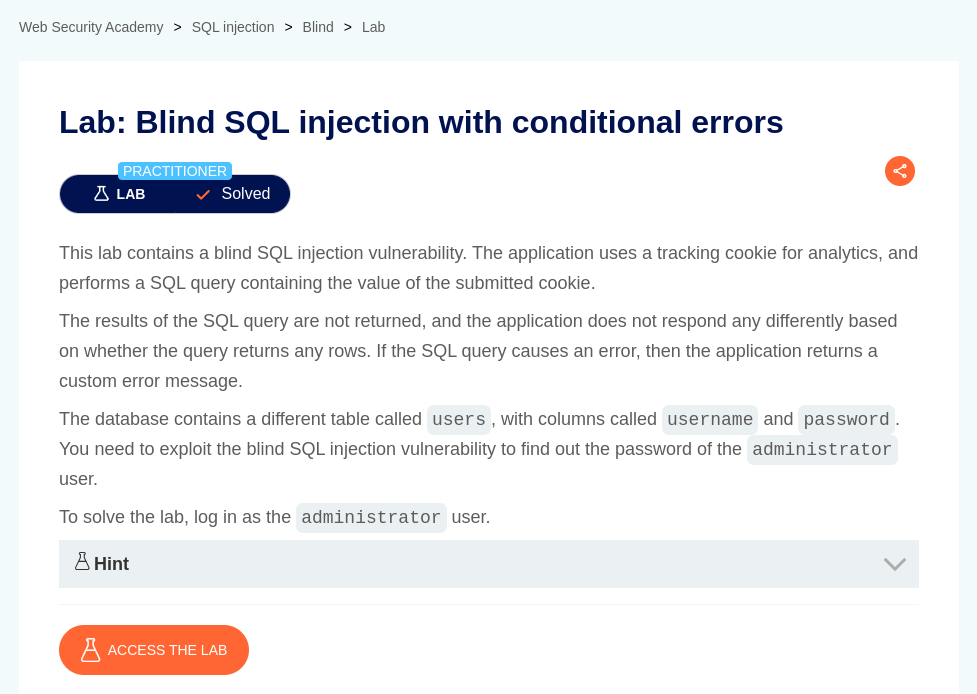 Web Security Academy > SQL injection > Blind > Lab
Lab: Blind SQL injection with conditional errors
PRACTITIONER
LAB Solved
This lab contains a blind SQL injection vulnerability. The application uses a tracking cookie for analytics, and
performs a SQL query containing the value of the submitted cookie.
The results of the SQL query are not returned, and the application does not respond any differently based
on whether the query returns any rows. If the SQL query causes an error, then the application returns a
custom error message.
The database contains a different table called users, with columns called username and password.
You need to exploit the blind SQL injection vulnerability to find out the password of the administrator
user.
To solve the lab, log in as the administrator user.
Hint
ACCESS THE LAB